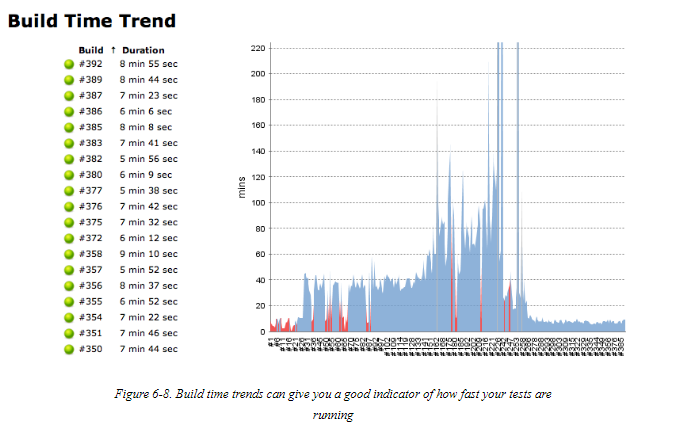 Build Time Trend
Build ↑ Duration
#392 8 min 55 sec
#389 8 min 44 sec
#387 7 min 23 sec
#386 6 min 6 sec
#385 8 min 8 sec
#383 7 min 41 sec
#382 5 min 56 sec
#380 6 min 9 sec
#377 5 min 38 sec
#376 7 min 42 sec
#375 7 min 32 sec
#372 6 min 12 sec
#358 9 min 10 sec
#357 5 min 52 sec
#356 8 min 37 sec
#355 6 min 52 sec
#354 7 min 22 sec
#351 7 min 46 sec
#350 7 min 44 sec
220
200
180
160
140
120
100
80
60
40
20
0
mins
Figure 6-8. Build time trends can give you a good indicator of how fast your tests are
running